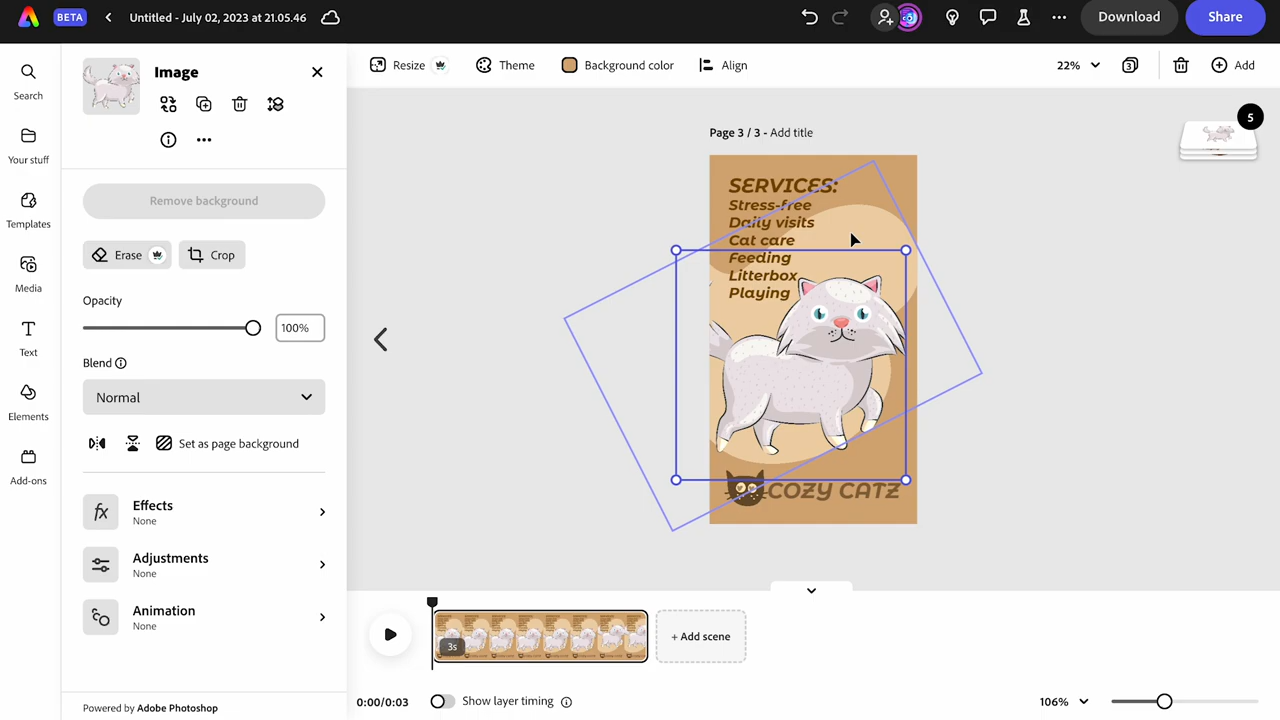 BETA
Untitled - July 02, 2023 at 21.05.46
Download
Share
Search
Your stuff
Templates
Media
Text
Elements
Add-ons
Image
Remove background
Erase
Crop
Opacity
100%
Blend
Normal
Set as page background
Effects
None
Adjustments
None
Animation
None
Powered by Adobe Photoshop
Resize
Theme
Background color
Align
22%
3
Add
5
Page 3 / 3 - Add title
SERVICES:
Stress-free
Daily visits
Cat care
Feeding
Litterbox
Playing
COZY CATZ
3s
+ Add scene
0:00/0:03
Show layer timing
106%